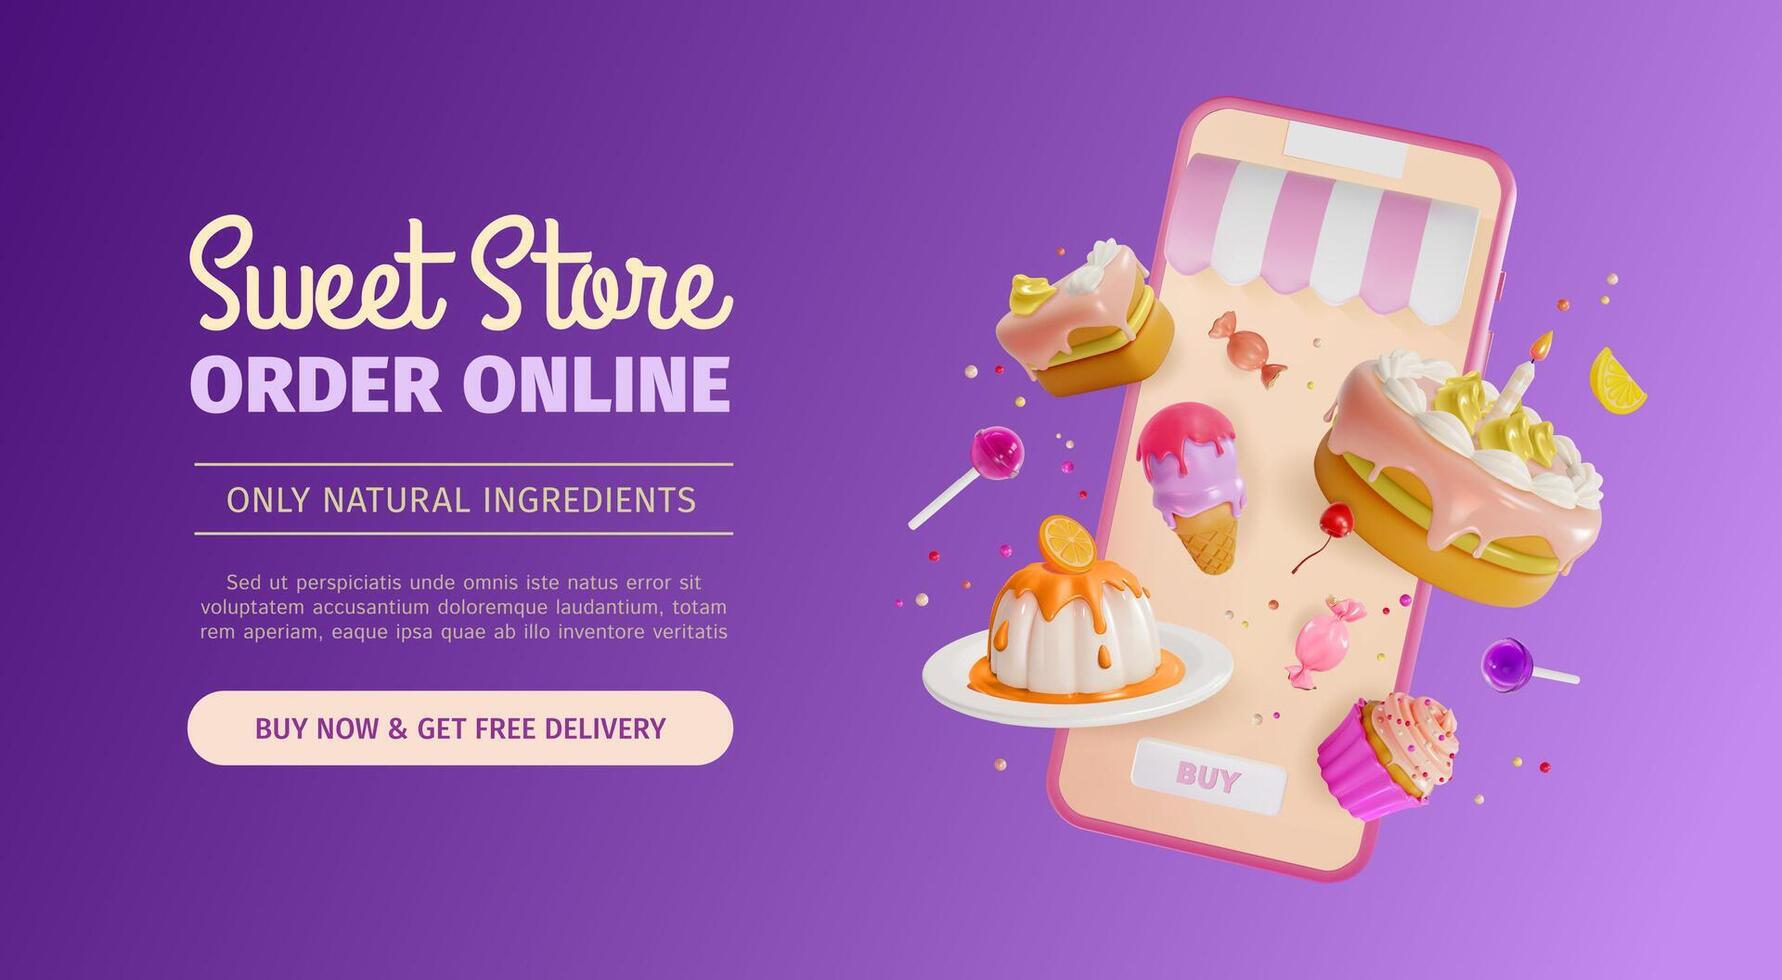 Sweet Store
ORDER ONLINE
ONLY NATURAL INGREDIENTS
Sed ut perspiciatis unde omnis iste natus error sit
voluptatem accusantium doloremque laudantium, totam
rem aperiam, eaque ipsa quae ab illo inventore veritatis
BUY NOW & GET FREE DELIVERY
BUY